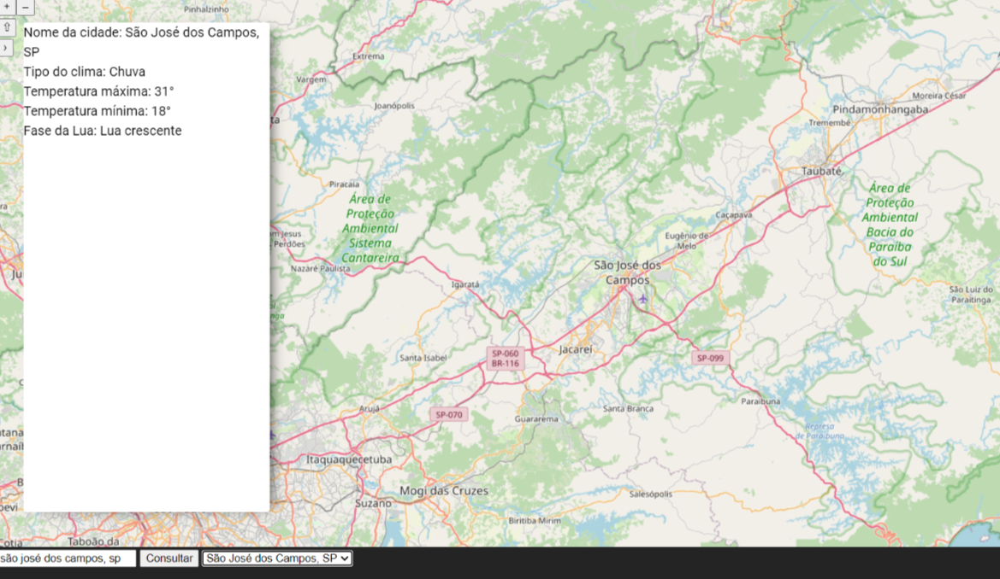 +
−
⇧
›
Nome da cidade: São José dos Campos,
SP
Tipo do clima: Chuva
Temperatura máxima: 31°
Temperatura mínima: 18°
Fase da Lua: Lua crescente
Pinhalzinho
Extrema
Vargem
Joanópolis
Moreira César
Pindamonhangaba
Tremembé
Taubaté
Piracaia
Área de
Proteção
Ambiental
Sistema
Cantareira
Área de
Proteção
Ambiental
Bacia do
Paraíba
do Sul
Caçapava
Eugênio de
Melo
Nazaré Paulista
São José dos
Campos
Igaratá
São Luiz do
Paraitinga
Santa Isabel
SP-060
BR-116
Jacareí
SP-099
Arujá
SP-070
Guararema
Santa Branca
Paraibuna
Represa
de Paraibuna
Itaquaquecetuba
Mogi das Cruzes
Suzano
Salesópolis
Biritiba Mirim
Cotia
Taboão da
são josé dos campos, sp
Consultar
São José dos Campos, SP